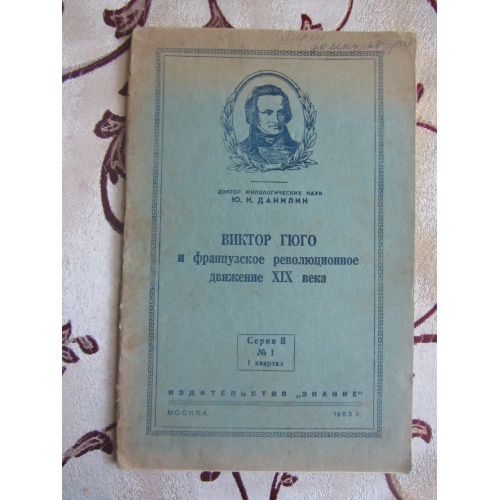 ДОКТОР ФИЛОЛОГИЧЕСКИХ НАУК
Ю. И. ДАНИЛИН
ВИКТОР ГЮГО
и французское революционное
движение XIX века
Серия II
№ 1
1 квартал
ИЗДАТЕЛЬСТВО „ЗНАНИЕ"
МОСКВА